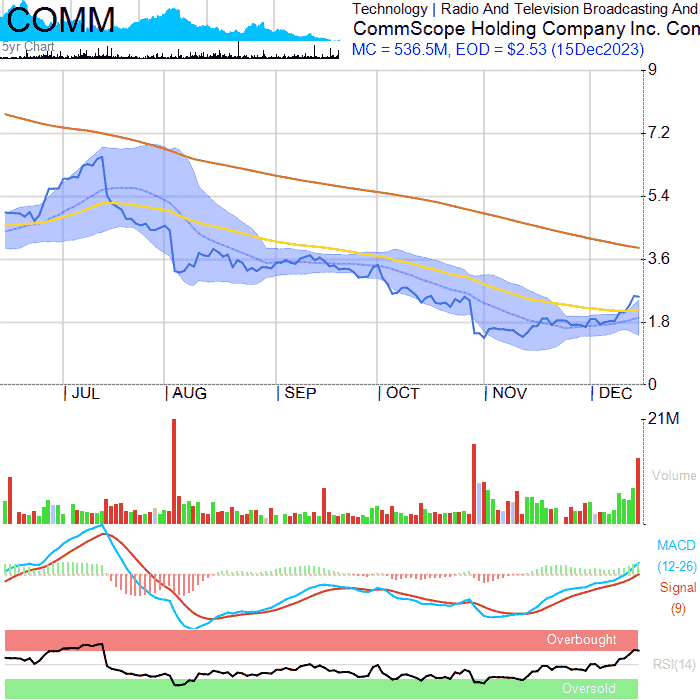 COMM
5yr Chart
Technology | Radio And Television Broadcasting And
CommScope Holding Company Inc. Con
MC = 536.5M, EOD = $2.53 (15Dec2023)
9
7.2
5.4
3.6
1.8
0
JUL AUG SEP OCT NOV DEC
21M
Volume
MACD
(12-26)
Signal
(9)
Overbought
RSI(14)
Oversold